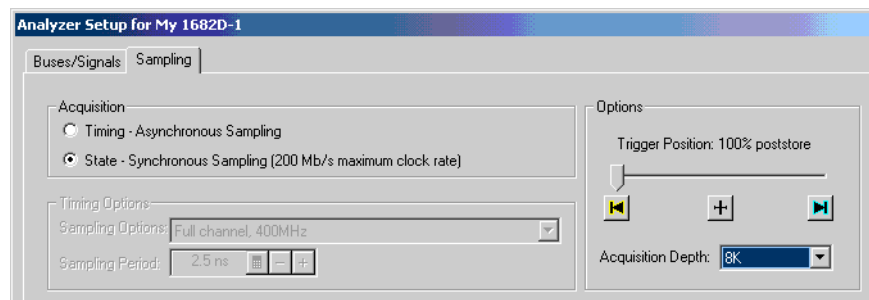 Analyzer Setup for My 1682D-1
Buses/Signals
Sampling
Acquisition
Timing - Asynchronous Sampling
State - Synchronous Sampling (200 Mb/s maximum clock rate)
Timing Options
Sampling Options: Full channel, 400MHz
Sampling Period: 2.5 ns
Options
Trigger Position: 100% poststore
Acquisition Depth: 8K